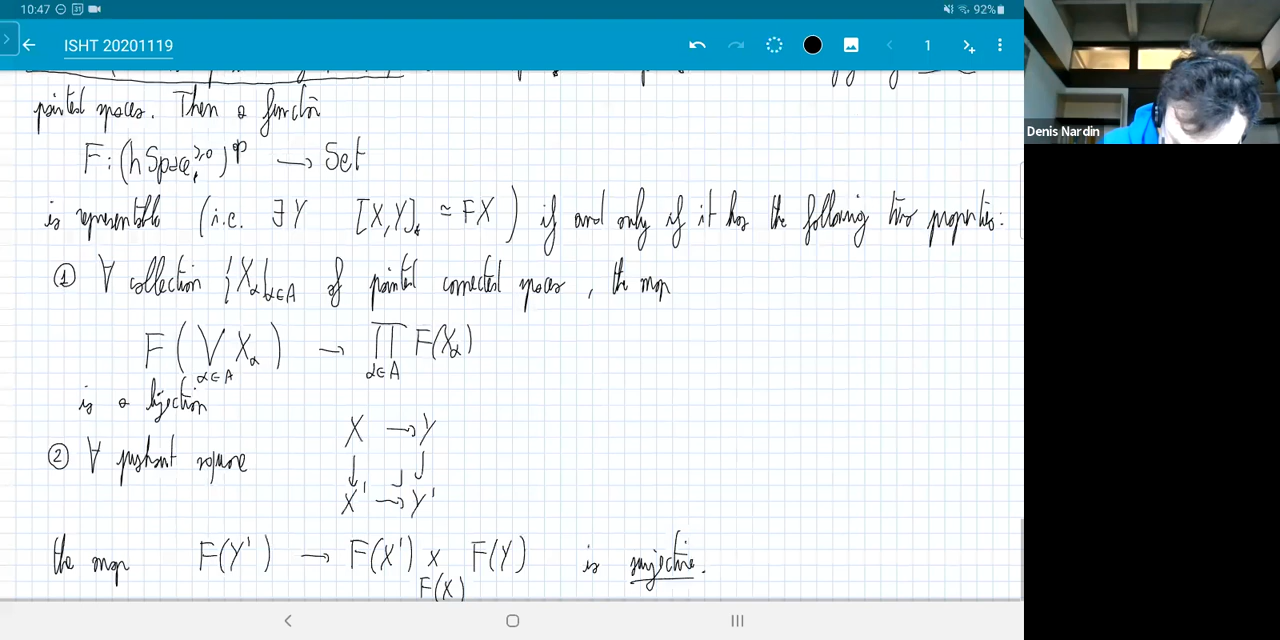 10:47 31 92%
ISHT 20201119 1
pointed spaces. Then a functor
F : (hSpace_*^{≥0})^{op} → Set
is representable (i.e. ∃ Y [X,Y]_* ≃ FX) if and only if it has the following two properties:
① ∀ collection {X_α}_{α∈A} of pointed connected spaces, the map
F(⋁_{α∈A} X_α) → ∏_{α∈A} F(X_α)
is a bijection
X → Y
② ∀ pushout square ↓ ↓
X' → Y'
the map F(Y') → F(X') ×_{F(X)} F(Y) is surjective.
Denis Nardin